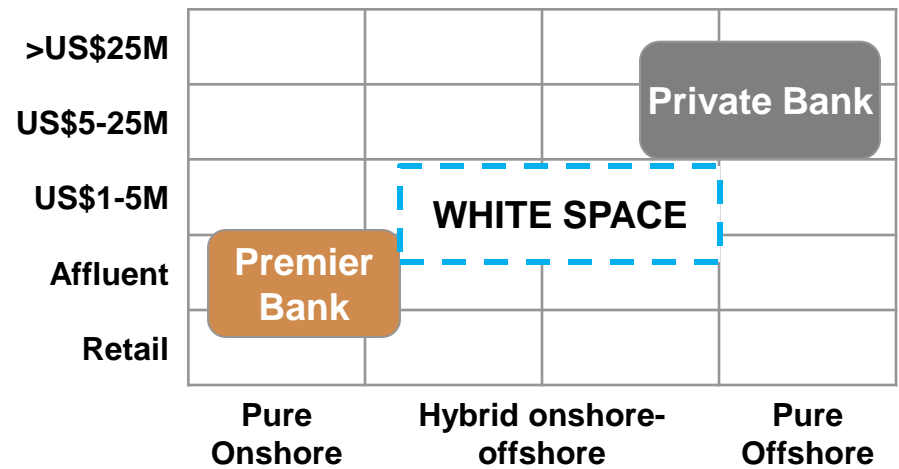 >US$25M
Private Bank
US$5-25M
US$1-5M
WHITE SPACE
Premier
Bank
Affluent
Retail
Pure
Onshore
Hybrid onshore-
offshore
Pure
Offshore